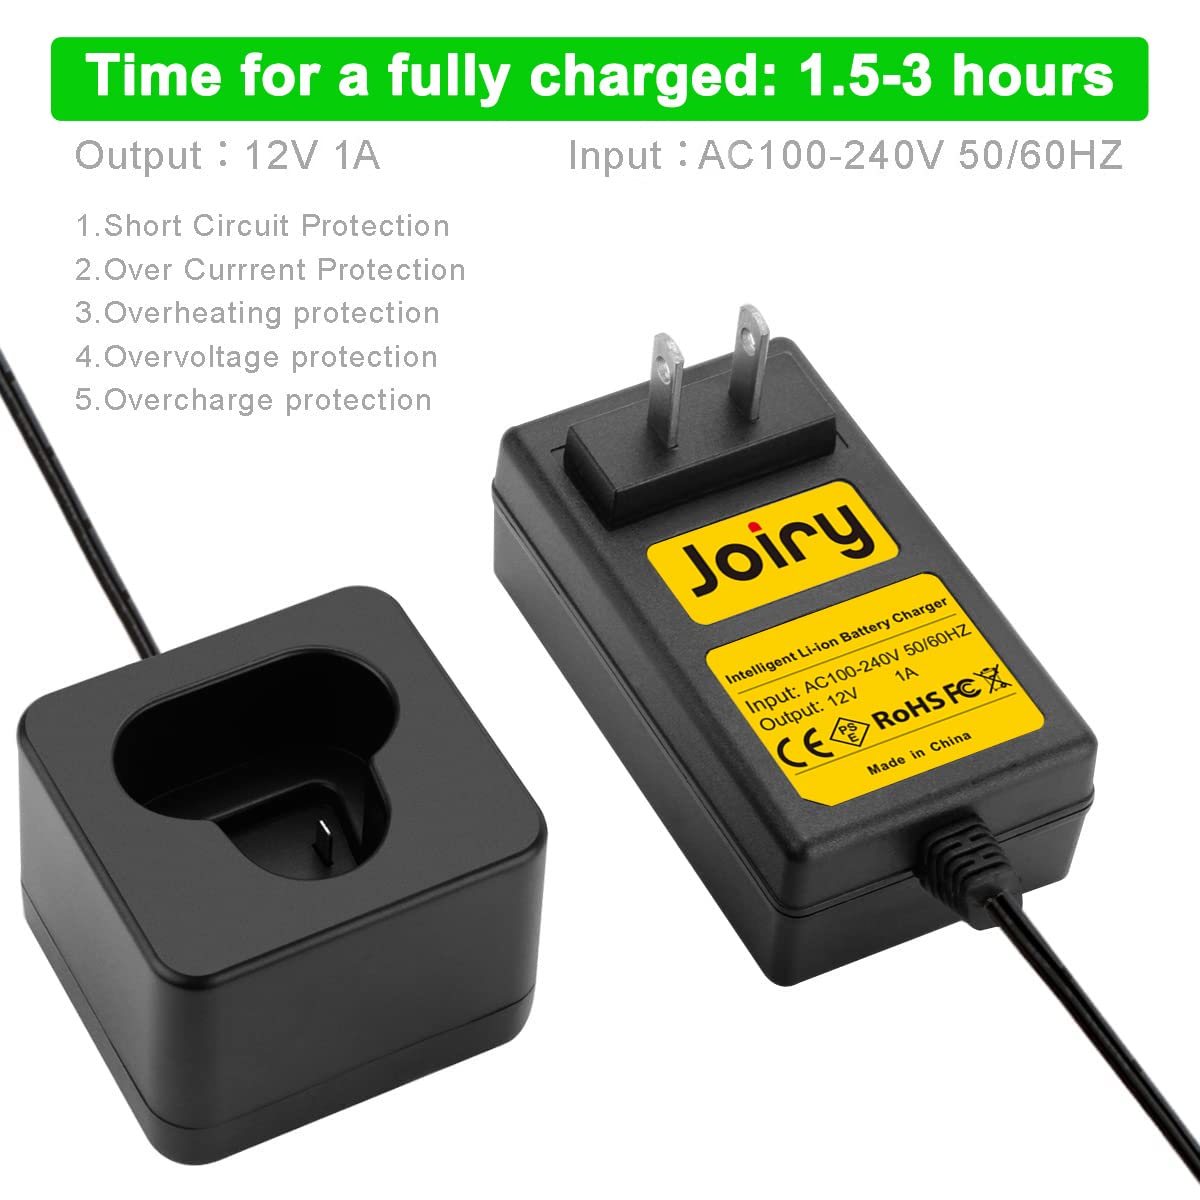 Time for a fully charged: 1.5-3 hours
Output：12V 1A
Input：AC100-240V 50/60HZ
1.Short Circuit Protection
2.Over Currrent Protection
3.Overheating protection
4.Overvoltage protection
5.Overcharge protection
Joiry
Intelligent Li-ion Battery Charger
Input: AC100-240V 50/60HZ
Output: 12V 1A
CE PSE RoHS FC
Made in China